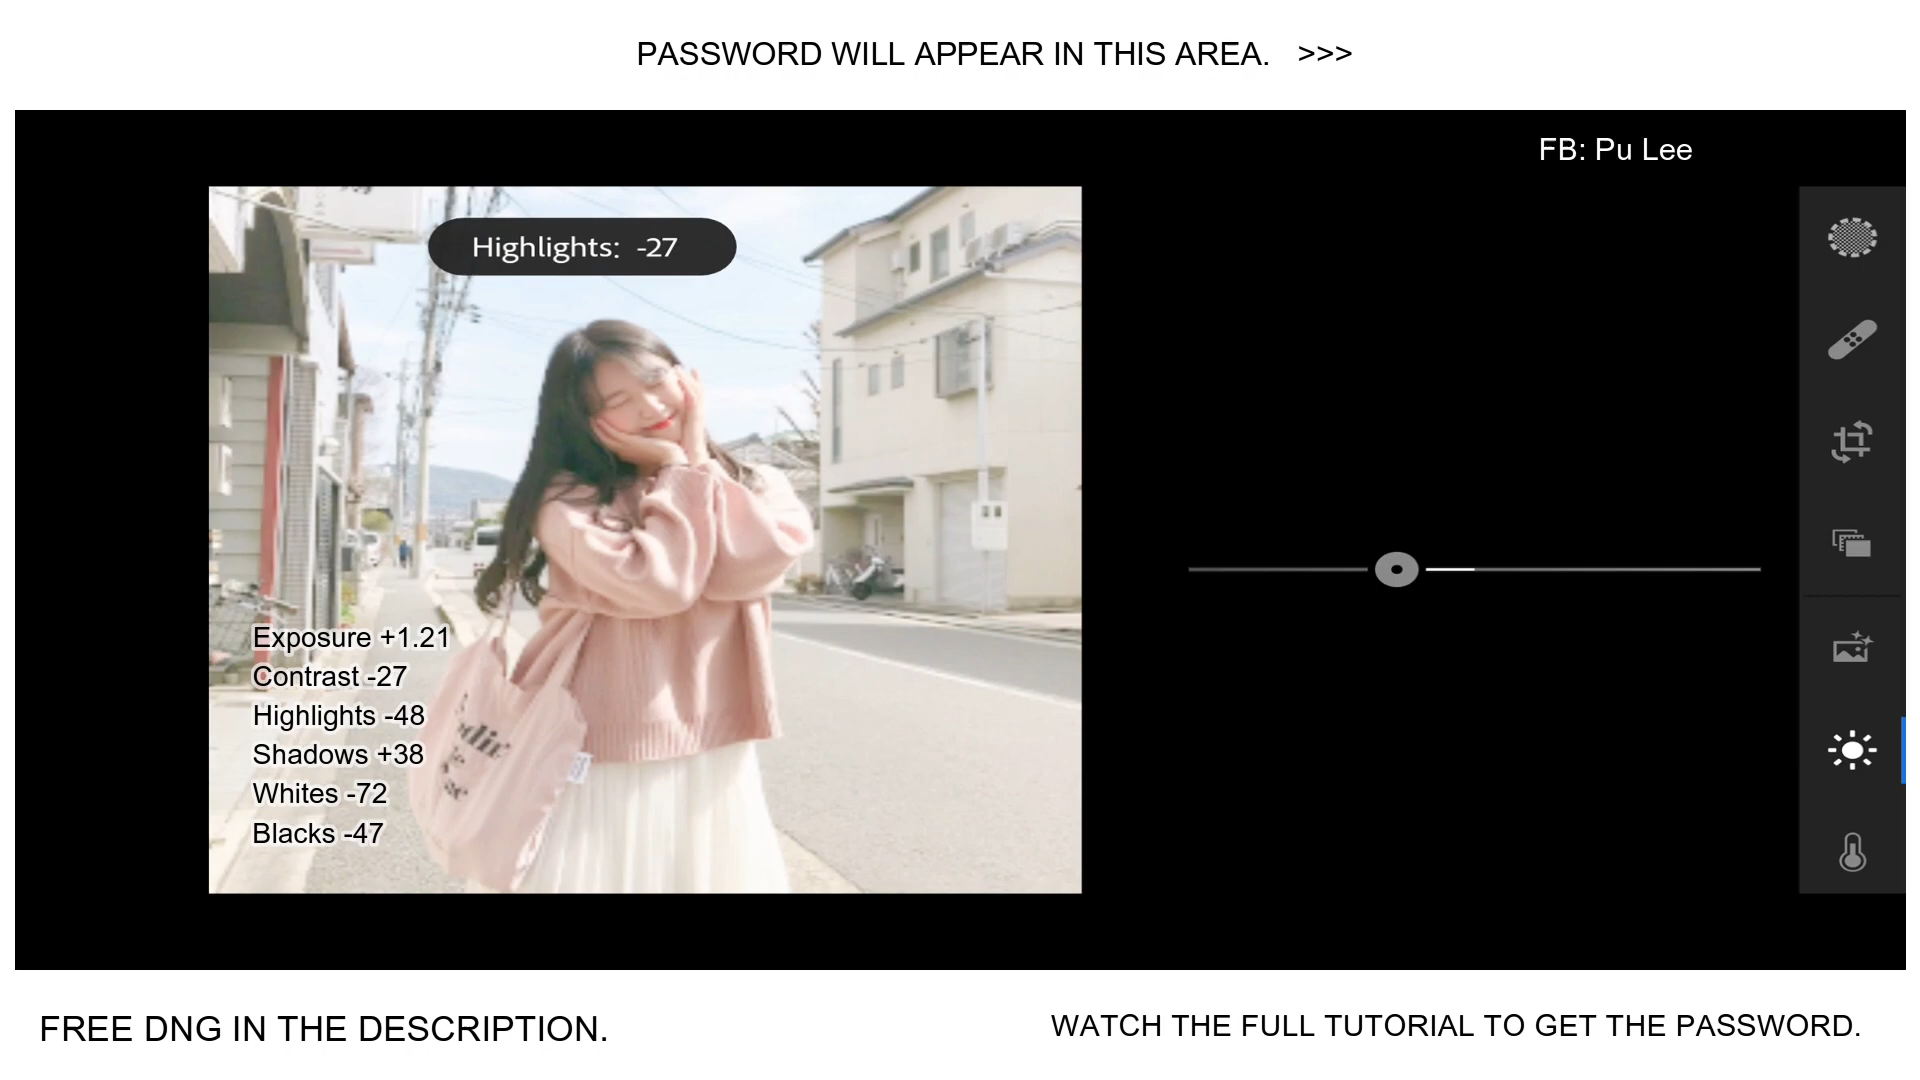 PASSWORD WILL APPEAR IN THIS AREA. >>>
FB: Pu Lee
Highlights: -27
Exposure +1.21
Contrast -27
Highlights -48
Shadows +38
Whites -72
Blacks -47
FREE DNG IN THE DESCRIPTION.
WATCH THE FULL TUTORIAL TO GET THE PASSWORD.